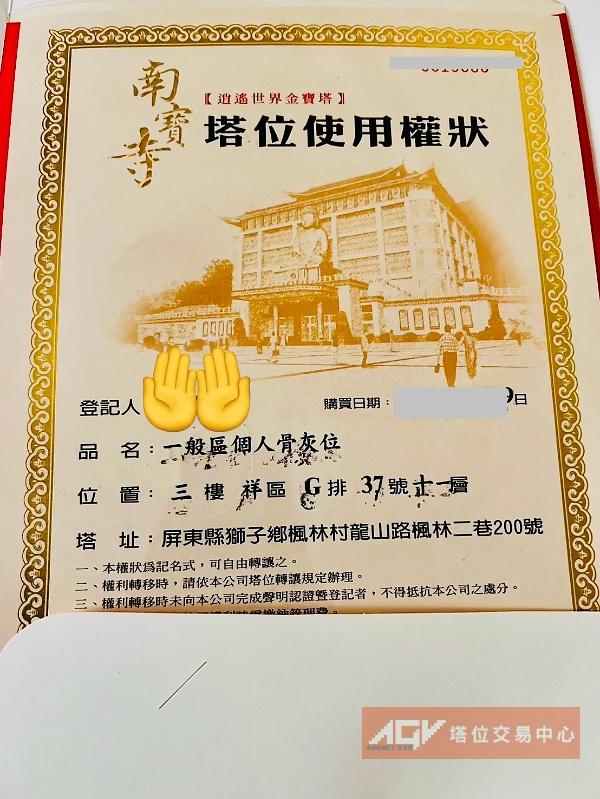 南寶寺
【逍遙世界金寶塔】
塔位使用權狀
登記人
購買日期： 9日
品 名：一般區個人骨灰位
位 置：三樓 祥區 G排 37號十一層
塔 址：屏東縣獅子鄉楓林村龍山路楓林二巷200號
一、本權狀為記名式，可自由轉讓之。
二、權利轉移時，請依本公司塔位轉讓規定辦理。
三、權利轉移時未向本公司完成聲明認證暨登記者，不得抵抗本公司之處分。
AGY 塔位交易中心